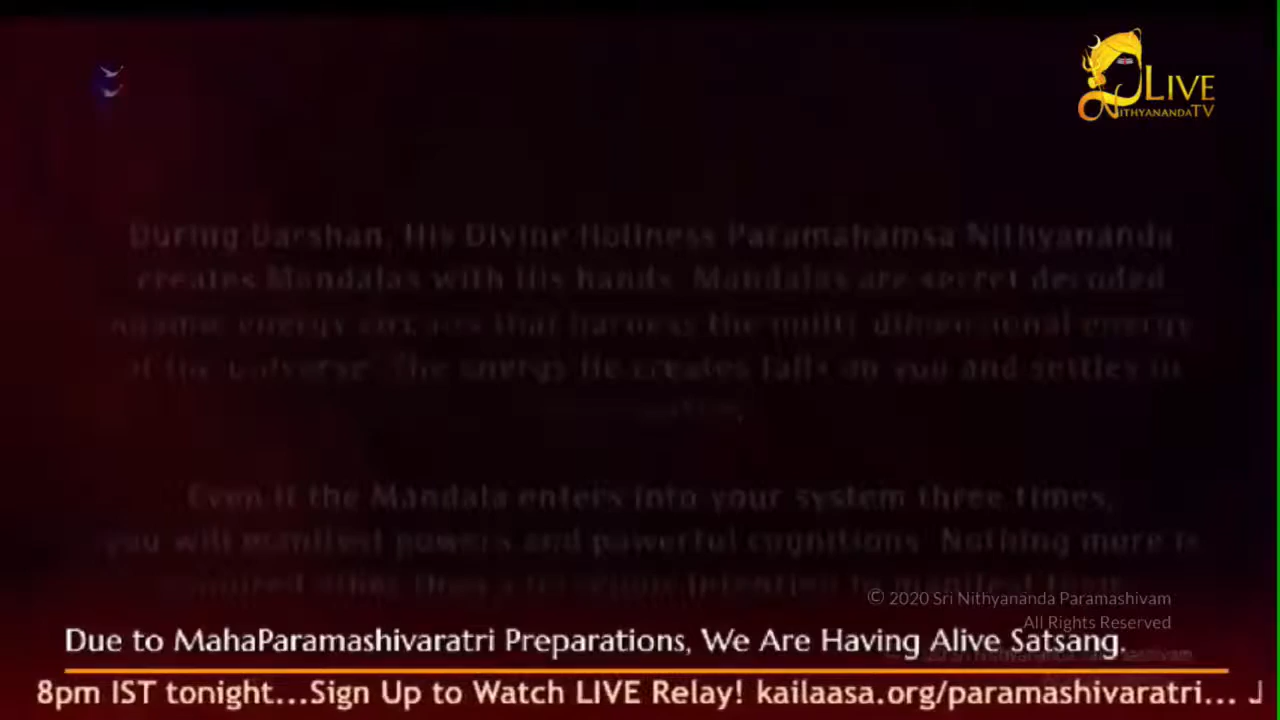 LIVE
NITHYANANDATV
During Darshan, His Divine Holiness Paramahamsa Nithyananda
creates Mandalas with His hands. Mandalas are secret decoded
energy circuits that harness the multi dimensional energy
of the universe. The energy He creates falls on you and settles in
Even if the Mandala enters into your system three times,
you will manifest powers and powerful cognitions. Nothing more is
© 2020 Sri Nithyananda Paramashivam
All Rights Reserved
Due to MahaParamashivaratri Preparations, We Are Having Alive Satsang.
8pm IST tonight...Sign Up to Watch LIVE Relay! kailaasa.org/paramashivaratri... J